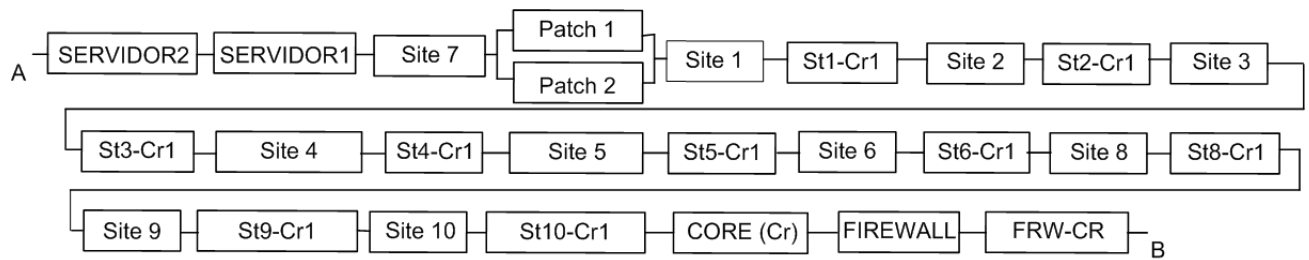 A SERVIDOR2 SERVIDOR1 Site 7 Patch 1 Site 1 St1-Cr1 Site 2 St2-Cr1 Site 3
Patch 2
St3-Cr1 Site 4 St4-Cr1 Site 5 St5-Cr1 Site 6 St6-Cr1 Site 8 St8-Cr1
Site 9 St9-Cr1 Site 10 St10-Cr1 CORE (Cr) FIREWALL FRW-CR B